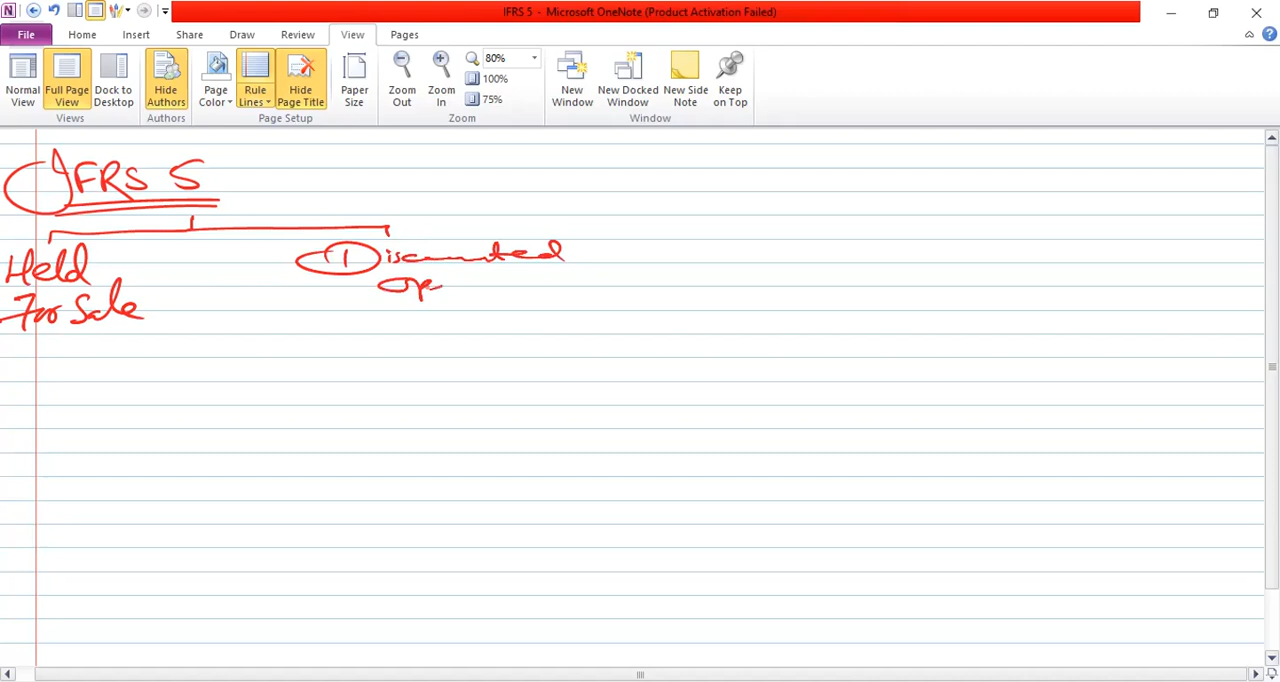 IFRS 5 - Microsoft OneNote (Product Activation Failed)
File Home Insert Share Draw Review View Pages
Normal View
Full Page View
Dock to Desktop
Hide Authors
Page Color
Rule Lines
Hide Page Title
Paper Size
Zoom Out
Zoom In
80%
100%
75%
New Window
New Docked Window
New Side Note
Keep on Top
Views Authors Page Setup Zoom Window
IFRS 5
Held
For Sale
Op